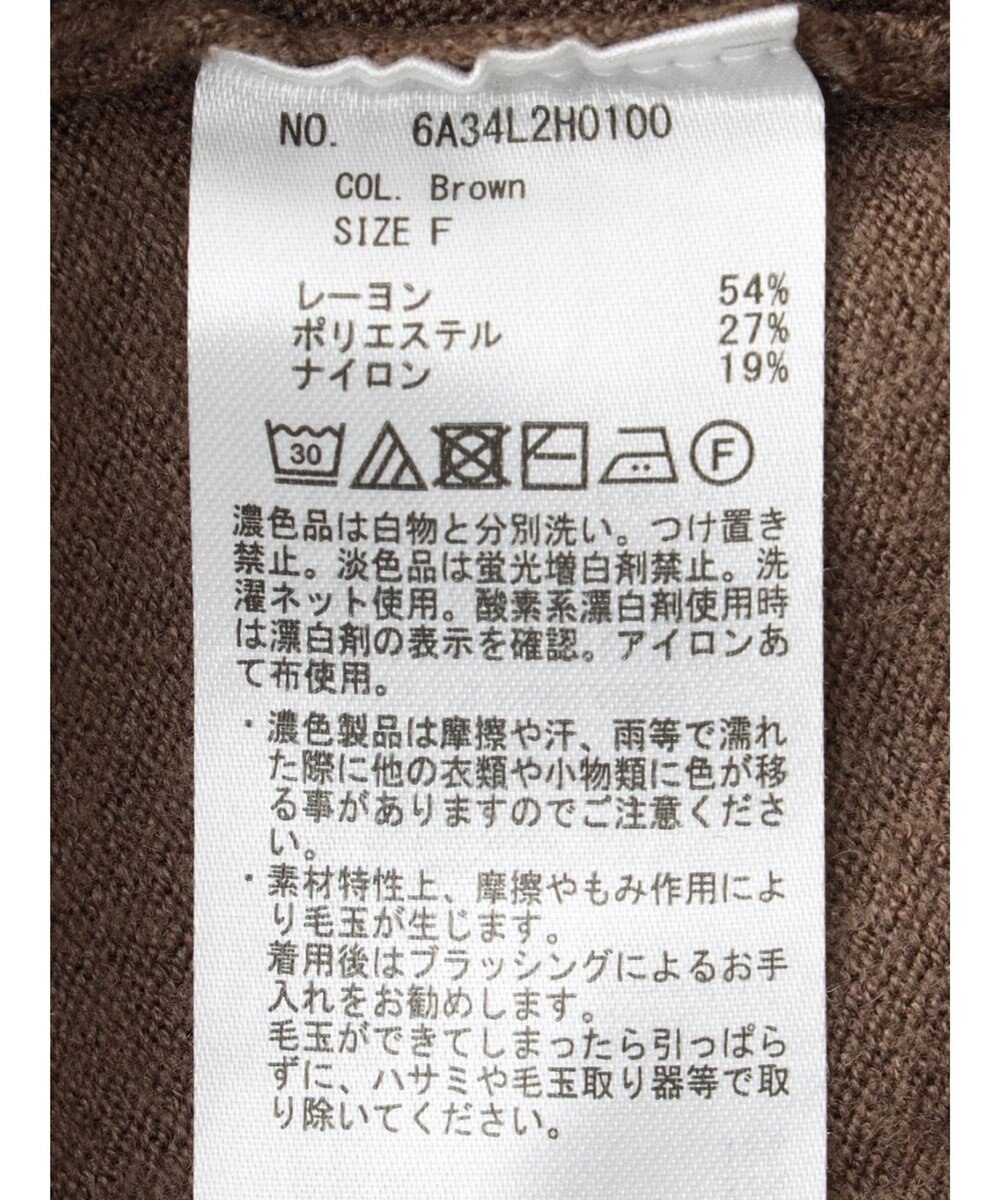 NO. 6A34L2H0100
COL. Brown
SIZE F
レーヨン 54%
ポリエステル 27%
ナイロン 19%
30 F
濃色品は白物と分別洗い。つけ置き
禁止。淡色品は蛍光増白剤禁止。洗
濯ネット使用。酸素系漂白剤使用時
は漂白剤の表示を確認。アイロンあ
て布使用。
・濃色製品は摩擦や汗、雨等で濡れ
た際に他の衣類や小物類に色が移
る事がありますのでご注意くださ
い。
・素材特性上、摩擦やもみ作用によ
り毛玉が生じます。
着用後はブラッシングによるお手
入れをお勧めします。
毛玉ができてしまったら引っぱら
ずに、ハサミや毛玉取り器等で取
り除いてください。